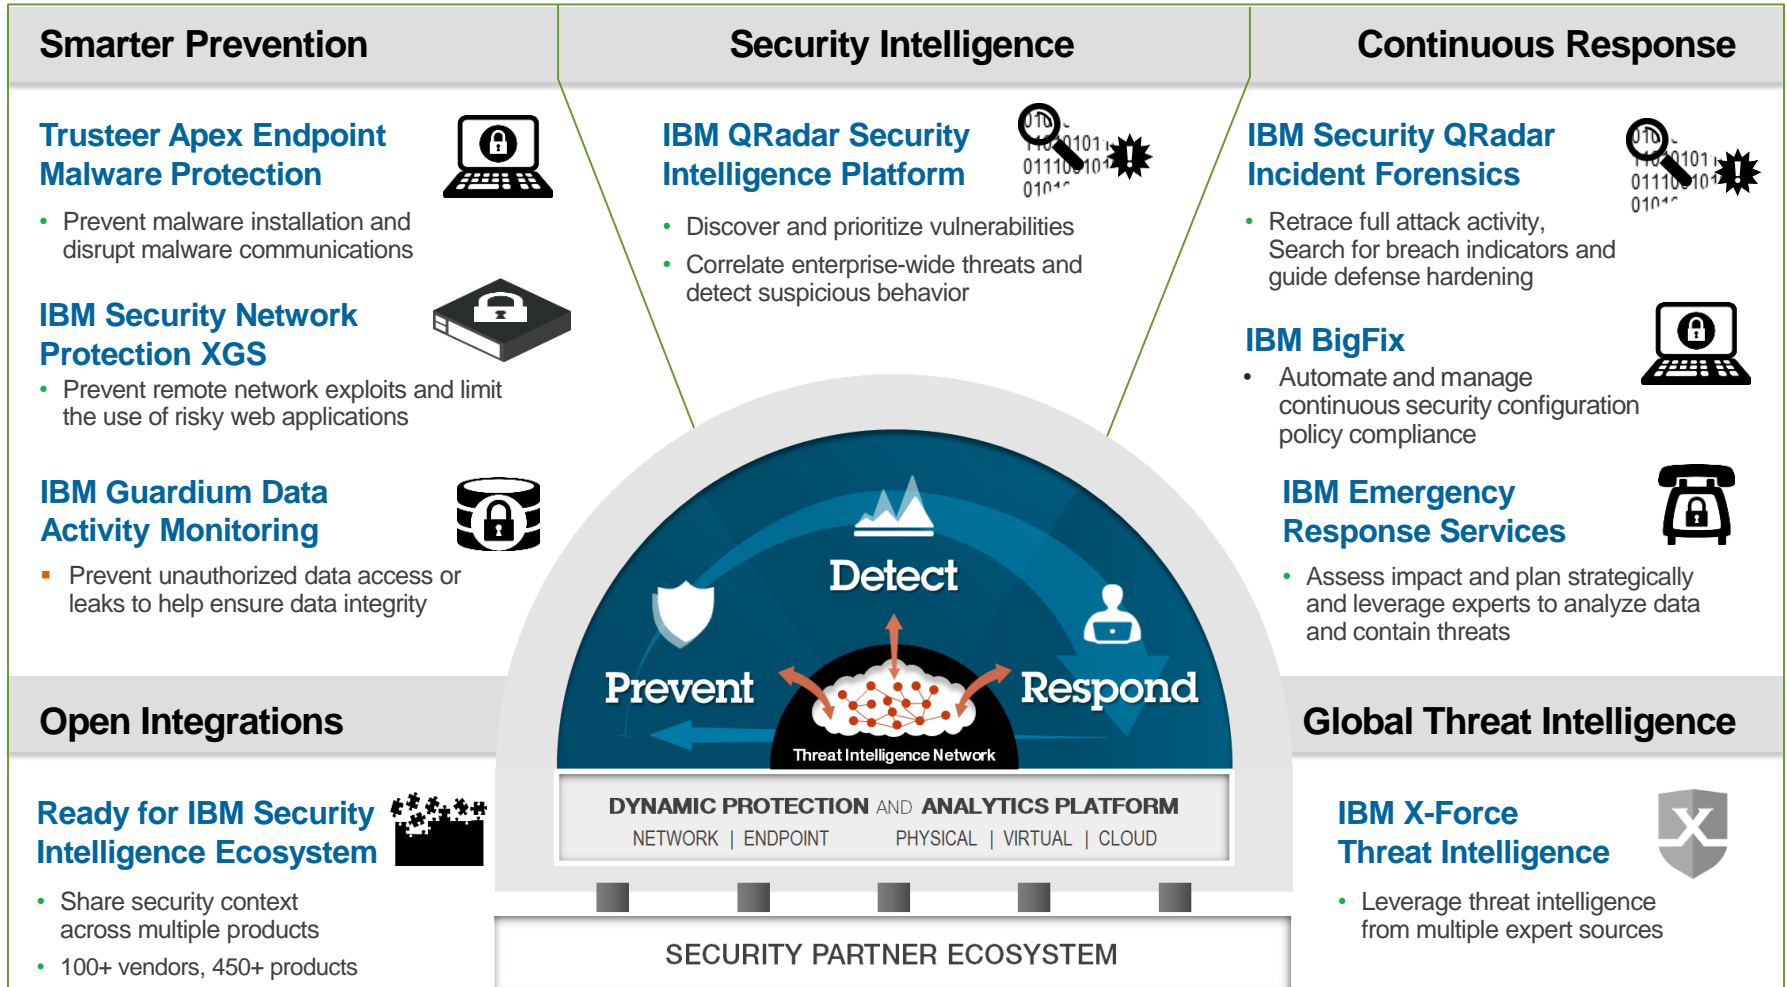 Smarter Prevention
Security Intelligence
Continuous Response
Trusteer Apex Endpoint
Malware Protection
• Prevent malware installation and
disrupt malware communications
IBM Security Network
Protection XGS
• Prevent remote network exploits and limit
the use of risky web applications
IBM Guardium Data
Activity Monitoring
▪ Prevent unauthorized data access or
leaks to help ensure data integrity
IBM QRadar Security
Intelligence Platform
• Discover and prioritize vulnerabilities
• Correlate enterprise-wide threats and
detect suspicious behavior
IBM Security QRadar
Incident Forensics
• Retrace full attack activity,
Search for breach indicators and
guide defense hardening
IBM BigFix
• Automate and manage
continuous security configuration
policy compliance
IBM Emergency
Response Services
• Assess impact and plan strategically
and leverage experts to analyze data
and contain threats
Detect
Prevent
Respond
Threat Intelligence Network
DYNAMIC PROTECTION AND ANALYTICS PLATFORM
NETWORK | ENDPOINT PHYSICAL | VIRTUAL | CLOUD
SECURITY PARTNER ECOSYSTEM
Open Integrations
Ready for IBM Security
Intelligence Ecosystem
• Share security context
across multiple products
• 100+ vendors, 450+ products
Global Threat Intelligence
IBM X-Force
Threat Intelligence
X
• Leverage threat intelligence
from multiple expert sources